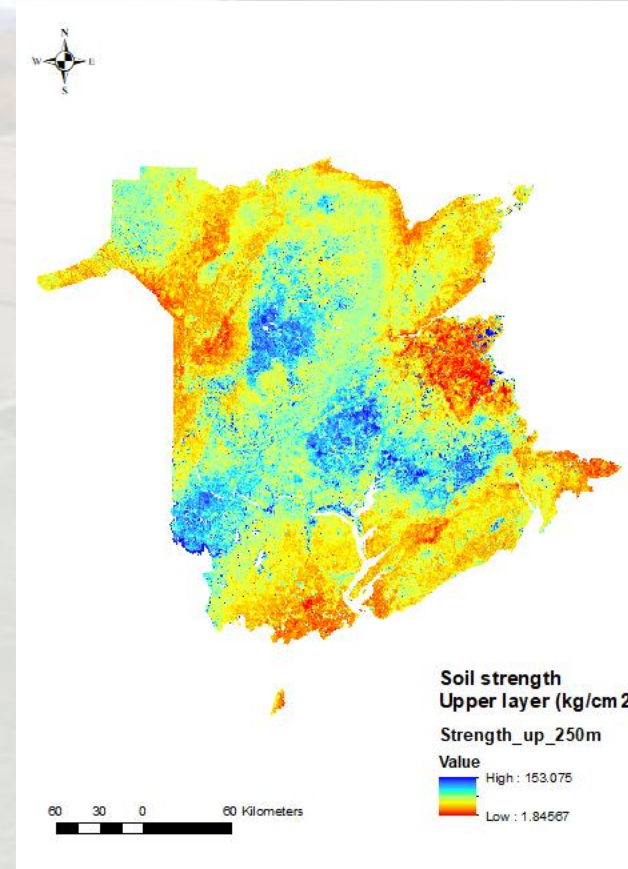 N
W E
S
Soil strength
Upper layer (kg/cm2
Strength_up_250m
Value
High : 153.075
Low : 1.84567
60 30 0 60 Kilometers